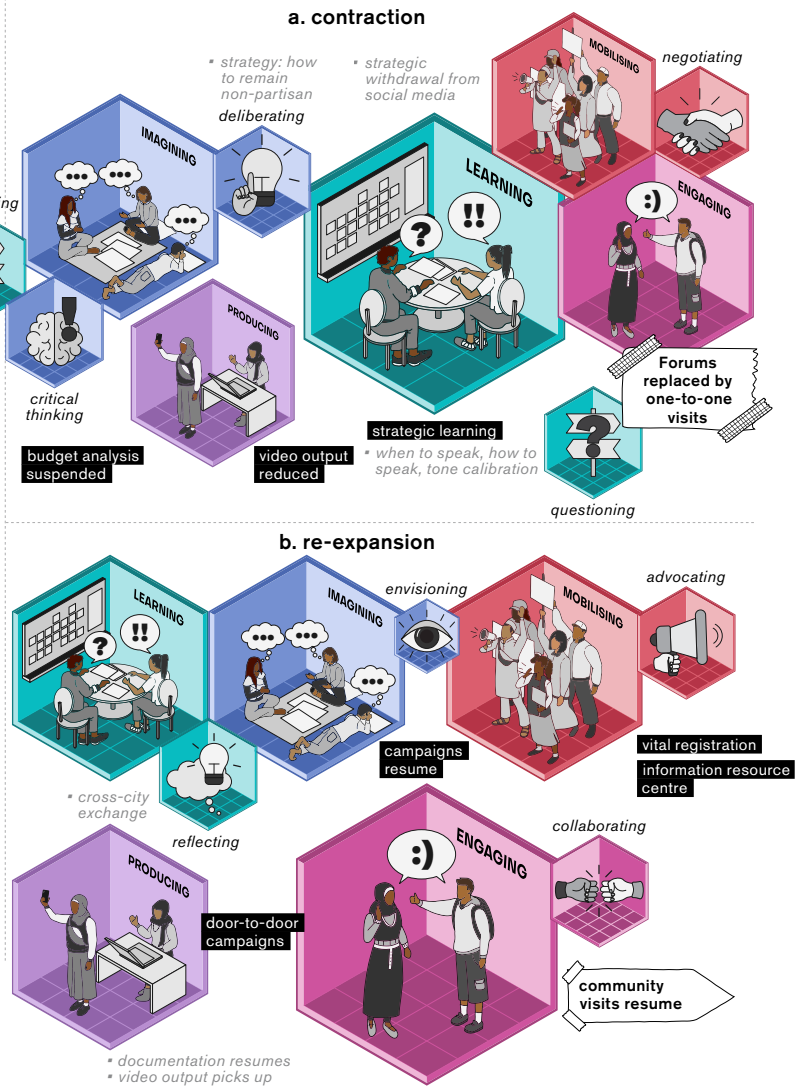 a. contraction
▪ strategy: how
to remain
non-partisan
▪ strategic
withdrawal from
social media
MOBILISING
negotiating
deliberating
IMAGINING
...
...
...
LEARNING
?
!!
:)
ENGAGING
ing
!
PRODUCING
critical
thinking
Forums
replaced by
one-to-one
visits
budget analysis
suspended
video output
reduced
strategic learning
▪ when to speak, how to
speak, tone calibration
?
questioning
b. re-expansion
LEARNING
?
!!
IMAGINING
...
...
...
envisioning
MOBILISING
advocating
campaigns
resume
vital registration
information resource
centre
▪ cross-city
exchange
reflecting
PRODUCING
door-to-door
campaigns
:)
ENGAGING
collaborating
community
visits resume
▪ documentation resumes
▪ video output picks up